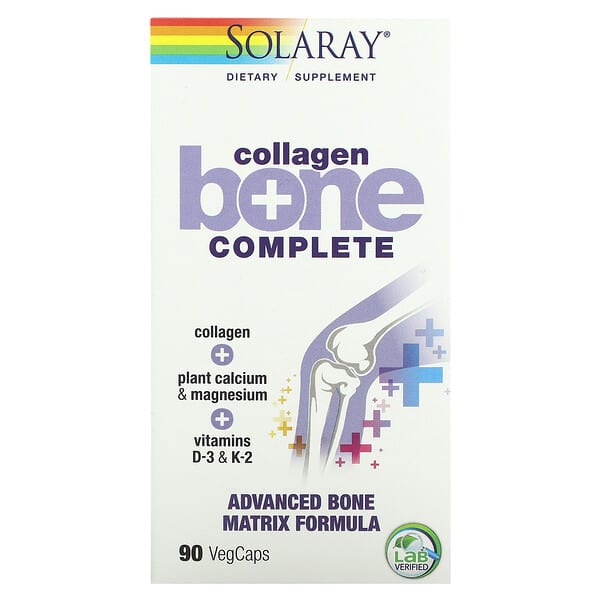 SOLARAY®
DIETARY SUPPLEMENT
collagen
bone
COMPLETE
collagen
+
plant calcium
& magnesium
+
vitamins
D-3 & K-2
ADVANCED BONE
MATRIX FORMULA
90 VegCaps
LAB
VERIFIED